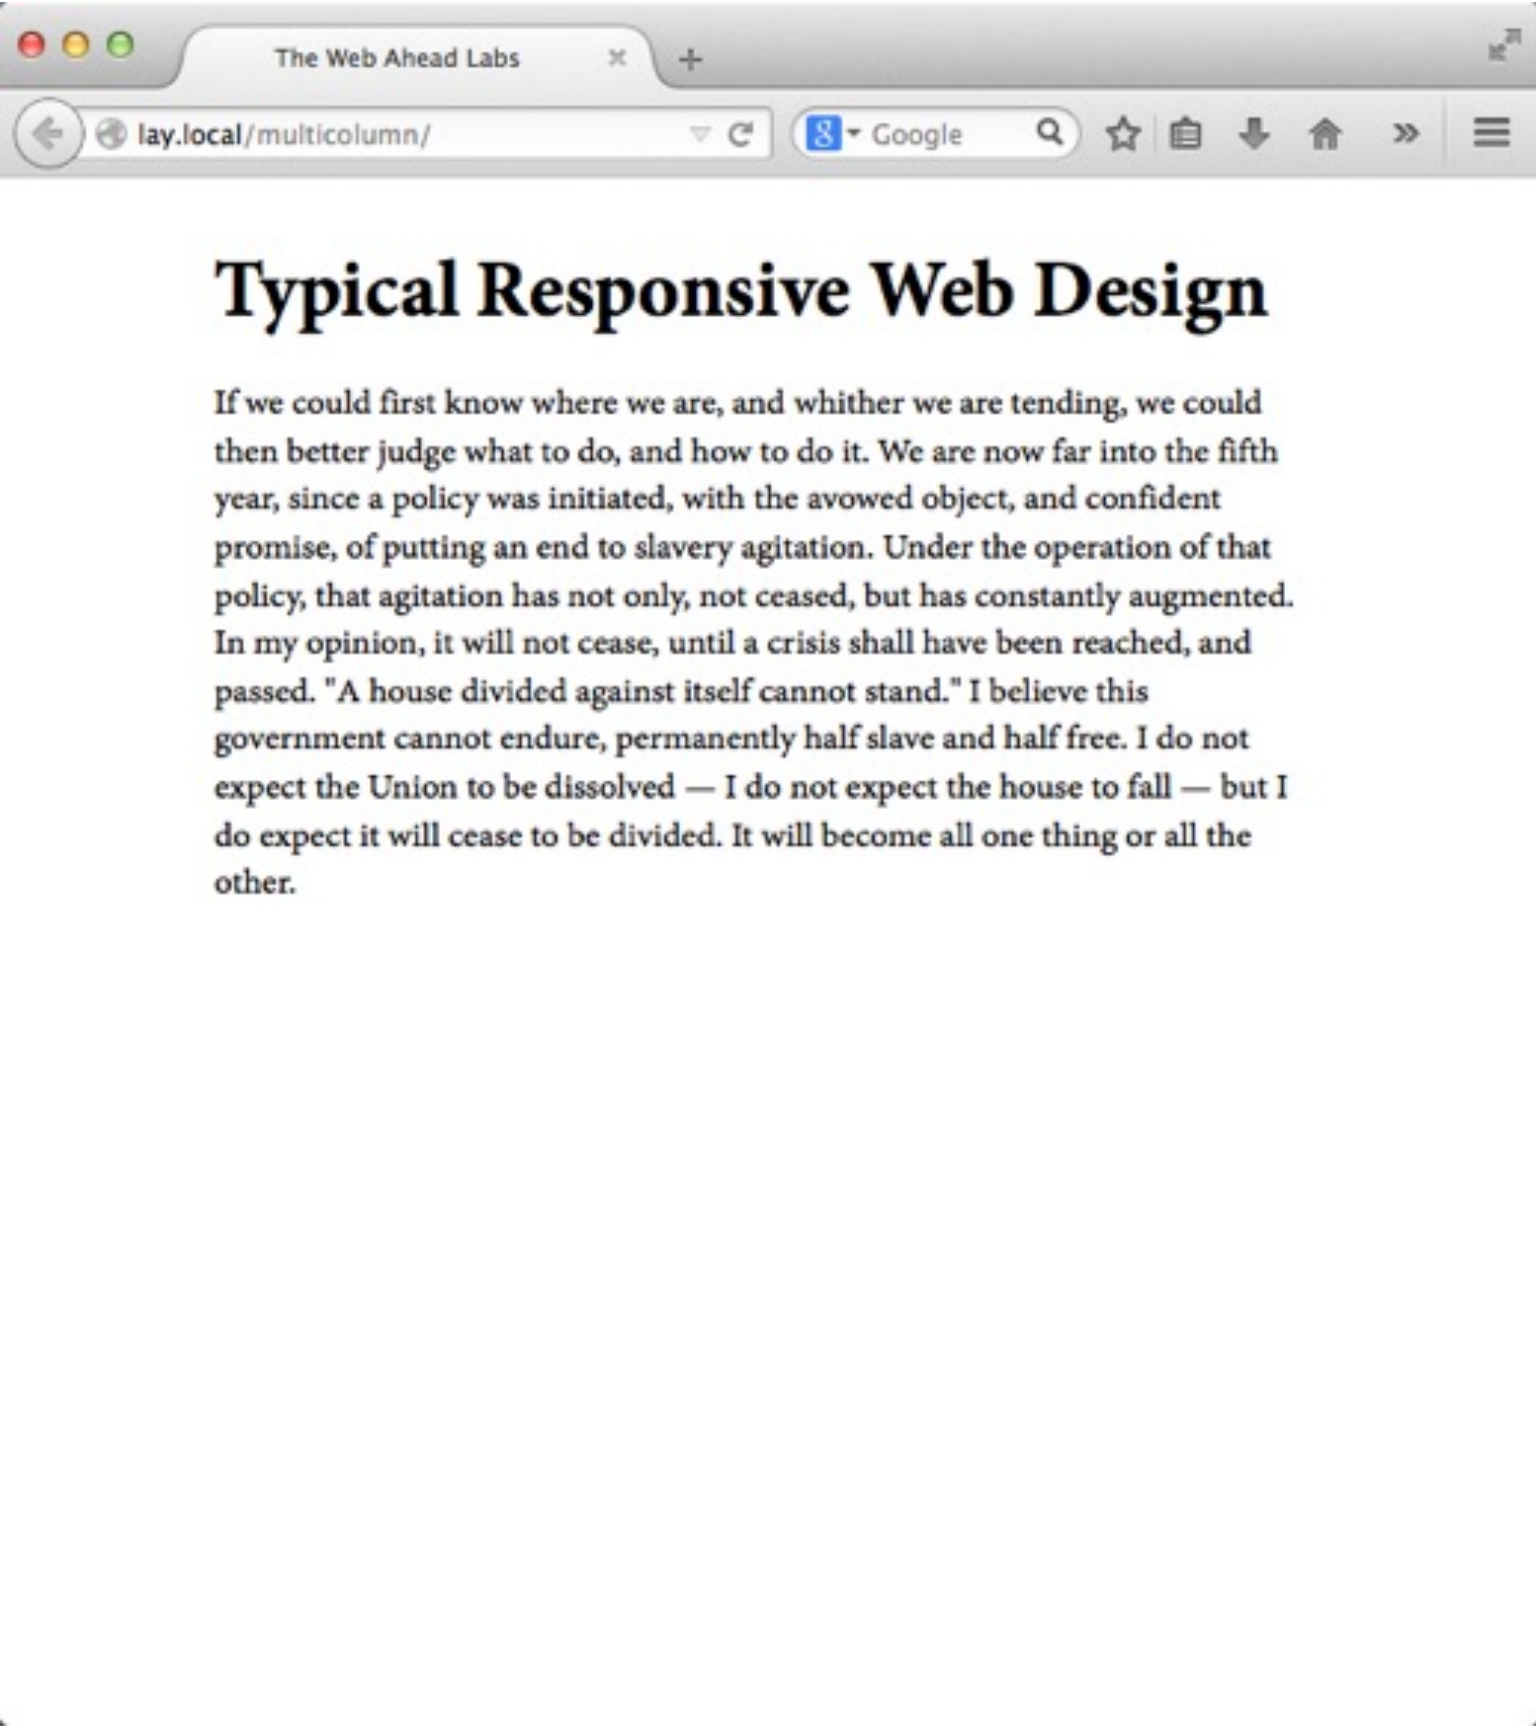 The Web Ahead Labs
lay.local/multicolumn/
Google
Typical Responsive Web Design
If we could first know where we are, and whither we are tending, we could
then better judge what to do, and how to do it. We are now far into the fifth
year, since a policy was initiated, with the avowed object, and confident
promise, of putting an end to slavery agitation. Under the operation of that
policy, that agitation has not only, not ceased, but has constantly augmented.
In my opinion, it will not cease, until a crisis shall have been reached, and
passed. "A house divided against itself cannot stand." I believe this
government cannot endure, permanently half slave and half free. I do not
expect the Union to be dissolved — I do not expect the house to fall — but I
do expect it will cease to be divided. It will become all one thing or all the
other.